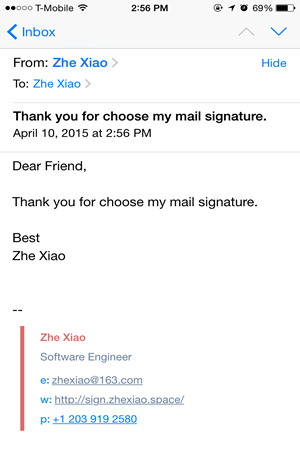 T-Mobile 2:56 PM 69%
Inbox
From: Zhe Xiao Hide
To: Zhe Xiao
Thank you for choose my mail signature.
April 10, 2015 at 2:56 PM
Dear Friend,
Thank you for choose my mail signature.
Best
Zhe Xiao
--
Zhe Xiao
Software Engineer
e: zhexiao@163.com
w: http://sign.zhexiao.space/
p: +1 203 919 2580